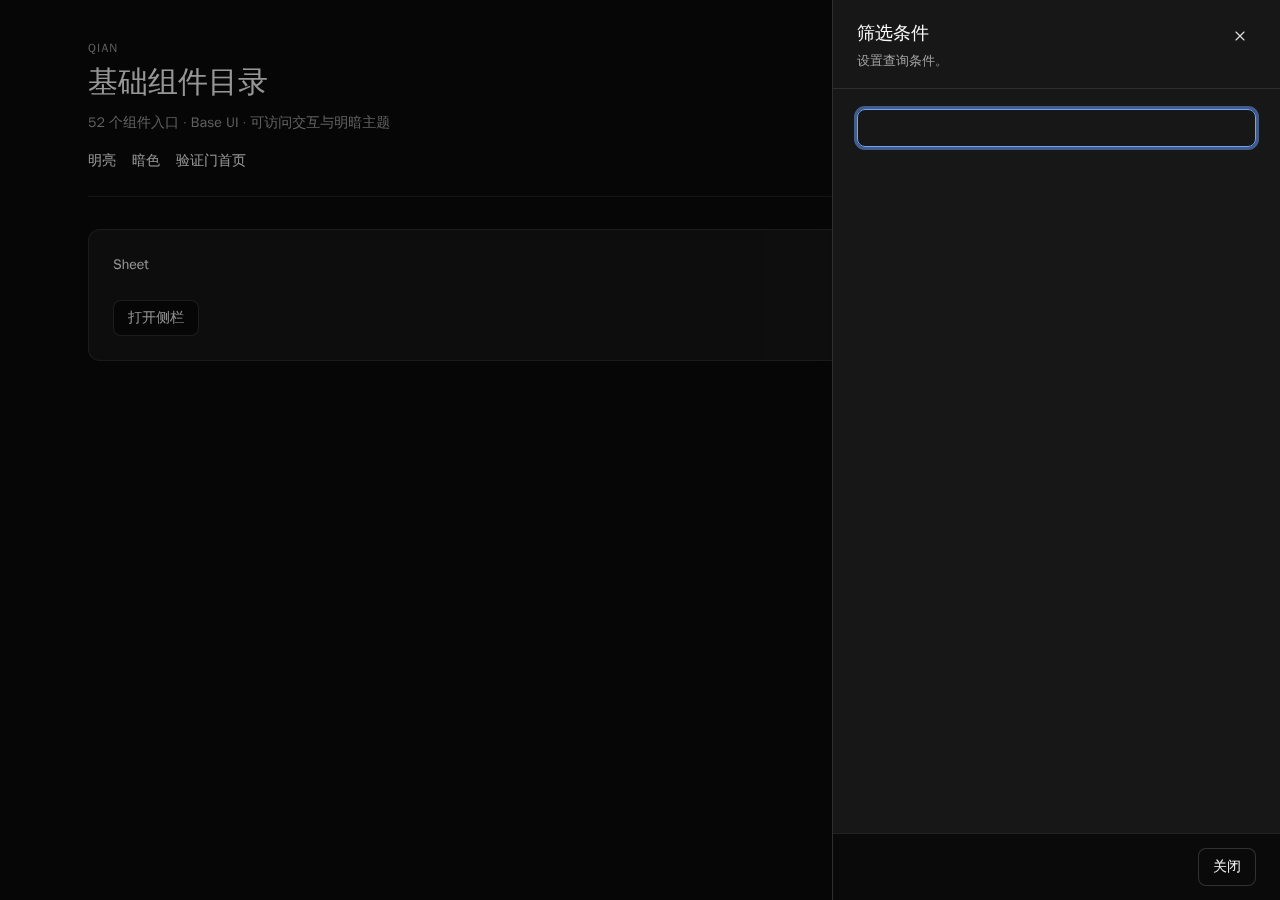 QIAN
基础组件目录
52 个组件入口 · Base UI · 可访问交互与明暗主题
明亮 暗色 验证门首页
Sheet
打开侧栏
筛选条件
设置查询条件。
关闭